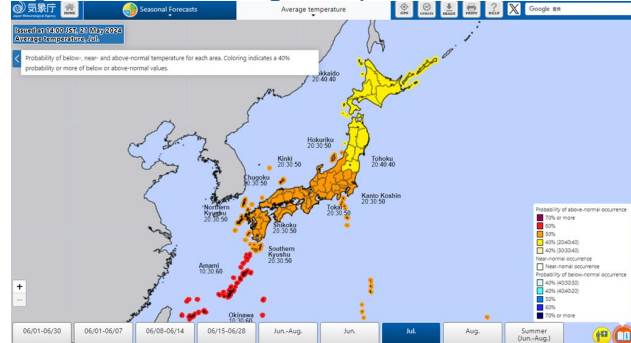 気象庁
Japan Meteorological Agency
HOME
Seasonal Forecasts
Average temperature
GPS
UPDATE
IMAGE
PRINT
HELP
Google
Issued at 14:00 JST, 21 May 2024
Average temperature, Jul.
Probability of below-, near- and above-normal temperature for each area. Coloring indicates a 40%
probability or more of below or above-normal values.
kkaido
20:40:40
Hokuriku
20:30:50
Kinki
20:30:50
Tohoku
20:40:40
Chugoku
20:30:50
Kanto Koshin
20:30:50
Northern
Kyushu
20:30:50
Tokai
20:30:50
Shikoku
20:30:50
Southern
Kyushu
20:30:50
Amami
10:30:60
Okinawa
10:30:60
Probability of above-normal occurrence
70% or more
60%
50%
40% (20:40:40)
40% (30:30:40)
Near-normal occurrence
Near-normal occurrence
Probability of below-normal occurrence
40% (40:30:30)
40% (40:40:20)
50%
60%
70% or more
+
−
06/01-06/30
06/01-06/07
06/08-06/14
06/15-06/28
Jun.-Aug.
Jun.
Jul.
Aug.
Summer
(Jun.-Aug.)